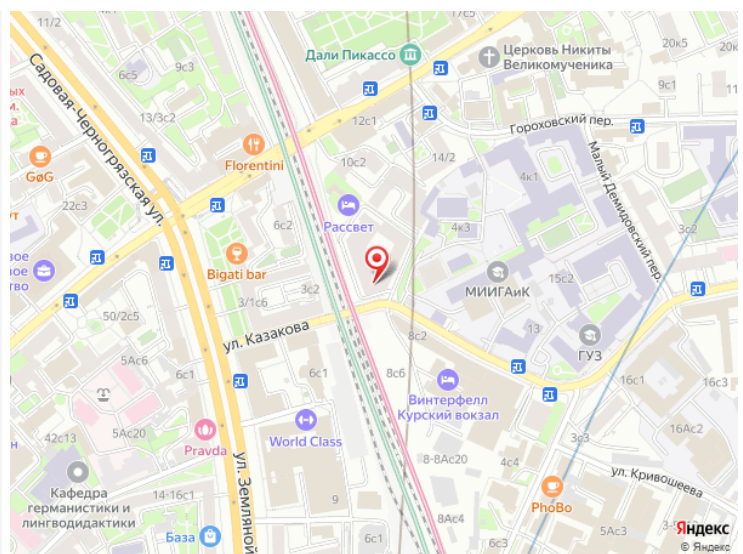 11/2
17с5
20к5
Дали Пикассо
Церковь Никиты
Великомученика
9с3
6с5
9с1
Садовая-Черногрязская ул.
13/3с2
12с1
Гороховский пер.
Florentini
GøG
10с2
14/2
4к1
Малый Демидовский пер.
22с3
6с2
Рассвет
4к3
3с2
Bigati bar
3с2
15с2
МИИГАиК
3/1с6
50/2с5
ул. Казакова
8с2
13
ГУЗ
5Ас6
6с1
8с6
16с1
16с3
Винтерфелл
Курский вокзал
5Ас20
World Class
Pravda
42с13
16Ас2
3с3
8-8Ас20
4с4
ул. Кривошеева
Кафедра
германистики и
лингводидактики
14-16с1
9
ул. Земляной
PhoBo
8Ас4
База
6с1
Яндекс
© Яндекс